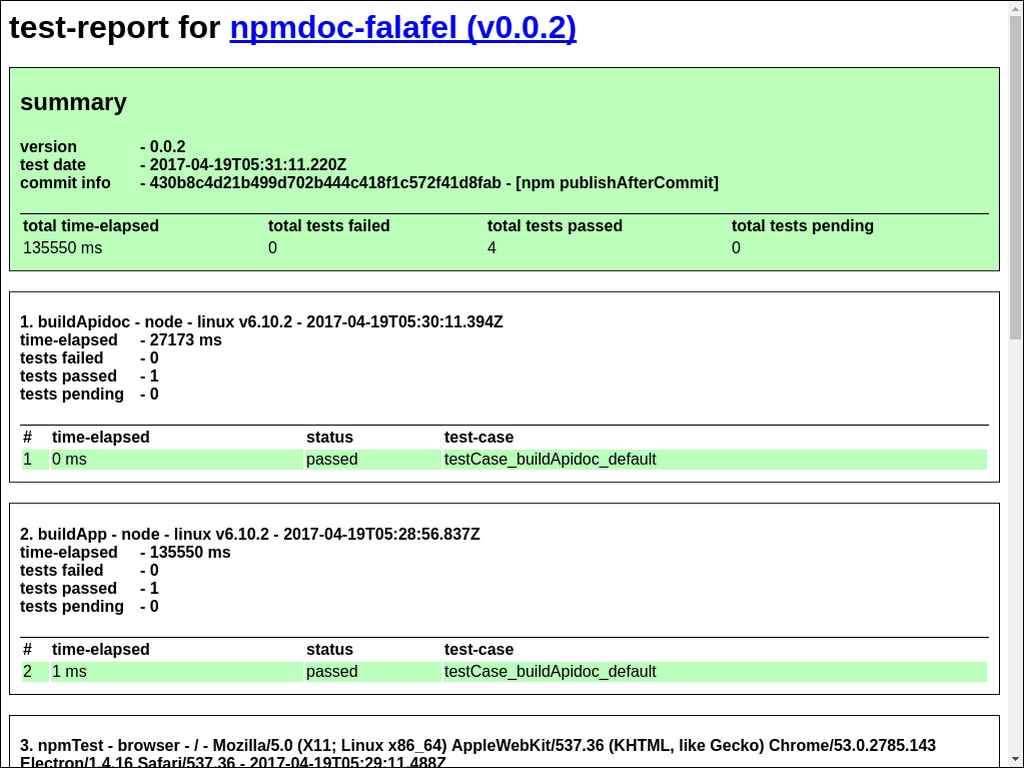 test-report for npmdoc-falafel (v0.0.2)
summary
version - 0.0.2
test date - 2017-04-19T05:31:11.220Z
commit info - 430b8c4d21b499d702b444c418f1c572f41d8fab - [npm publishAfterCommit]
total time-elapsed total tests failed total tests passed total tests pending
135550 ms 0 4 0
1. buildApidoc - node - linux v6.10.2 - 2017-04-19T05:30:11.394Z
time-elapsed - 27173 ms
tests failed - 0
tests passed - 1
tests pending - 0
# time-elapsed status test-case
1 0 ms passed testCase_buildApidoc_default
2. buildApp - node - linux v6.10.2 - 2017-04-19T05:28:56.837Z
time-elapsed - 135550 ms
tests failed - 0
tests passed - 1
tests pending - 0
# time-elapsed status test-case
2 1 ms passed testCase_buildApidoc_default
3. npmTest - browser - / - Mozilla/5.0 (X11; Linux x86_64) AppleWebKit/537.36 (KHTML, like Gecko) Chrome/53.0.2785.143
Electron/1.4.16 Safari/537.36 - 2017-04-19T05:29:11.488Z